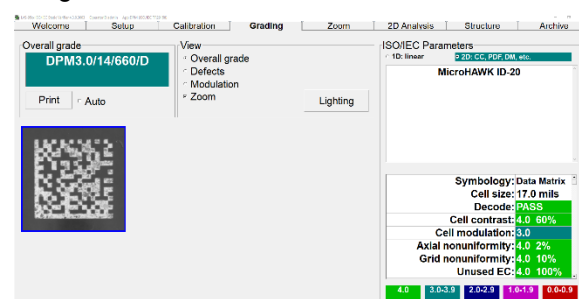 Welcome Setup Calibration Grading Zoom 2D Analysis Structure Archive
Overall grade
DPM3.0/14/660/D
Print Auto
View
Overall grade
Defects
Modulation
Zoom
Lighting
ISO/IEC Parameters
1D: linear 2D: CC, PDF, DM, etc.
MicroHAWK ID-20
Symbology: Data Matrix
Cell size: 17.0 mils
Decode: PASS
Cell contrast: 4.0 60%
Cell modulation: 3.0
Axial nonuniformity: 4.0 2%
Grid nonuniformity: 4.0 10%
Unused EC: 4.0 100%
4.0 3.0-3.9 2.0-2.9 1.0-1.9 0.0-0.9